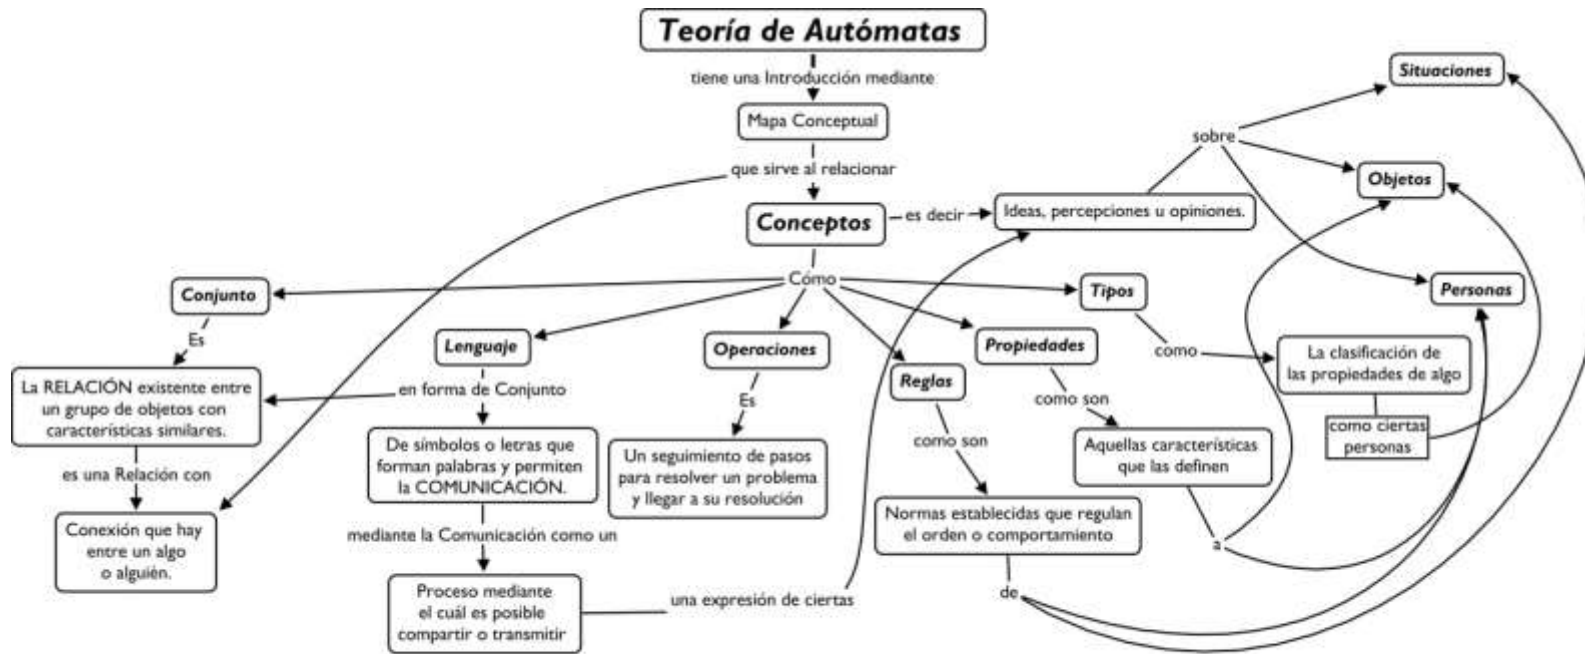 Teoría de Autómatas
tiene una Introducción mediante
Mapa Conceptual
que sirve al relacionar
Conceptos
es decir
Ideas, percepciones u opiniones.
sobre
Situaciones
Objetos
Personas
Cómo
Conjunto
Es
La RELACIÓN existente entre
un grupo de objetos con
características similares.
es una Relación con
Conexión que hay
entre un algo
o alguién.
Lenguaje
en forma de Conjunto
De símbolos o letras que
forman palabras y permiten
la COMUNICACIÓN.
mediante la Comunicación como un
Proceso mediante
el cuál es posible
compartir o transmitir
una expresión de ciertas
Operaciones
Es
Un seguimiento de pasos
para resolver un problema
y llegar a su resolución
Reglas
como son
Normas establecidas que regulan
el orden o comportamiento
de
Propiedades
como son
Aquellas características
que las definen
a
Tipos
como
La clasificación de
las propiedades de algo
como ciertas
personas